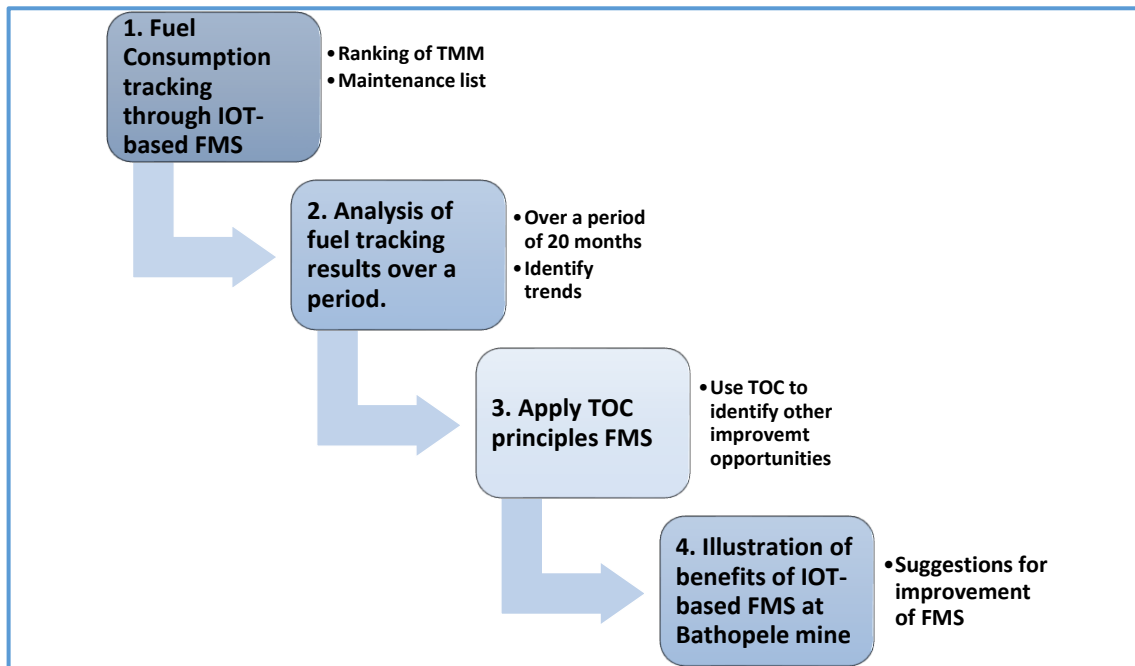 1. Fuel
Consumption
tracking
through IOT-
based FMS
•Ranking of TMM
•Maintenance list
2. Analysis of
fuel tracking
results over a
period.
•Over a period
of 20 months
•Identify
trends
3. Apply TOC
principles FMS
•Use TOC to
identify other
improvemt
opportunities
4. Illustration of
benefits of IOT-
based FMS at
Bathopele mine
•Suggestions for
improvement
of FMS